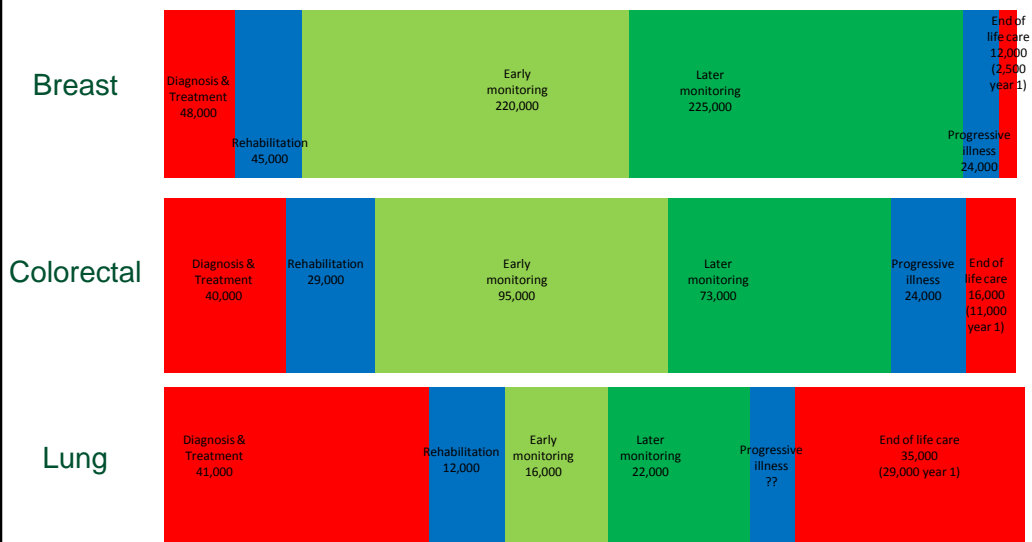 Breast
Diagnosis &
Treatment
48,000
Rehabilitation
45,000
Early
monitoring
220,000
Later
monitoring
225,000
Progressive
illness
24,000
End of
life care
12,000
(2,500
year 1)
Colorectal
Diagnosis &
Treatment
40,000
Rehabilitation
29,000
Early
monitoring
95,000
Later
monitoring
73,000
Progressive
illness
24,000
End of
life care
16,000
(11,000
year 1)
Lung
Diagnosis &
Treatment
41,000
Rehabilitation
12,000
Early
monitoring
16,000
Later
monitoring
22,000
Progressive
illness
??
End of life care
35,000
(29,000 year 1)